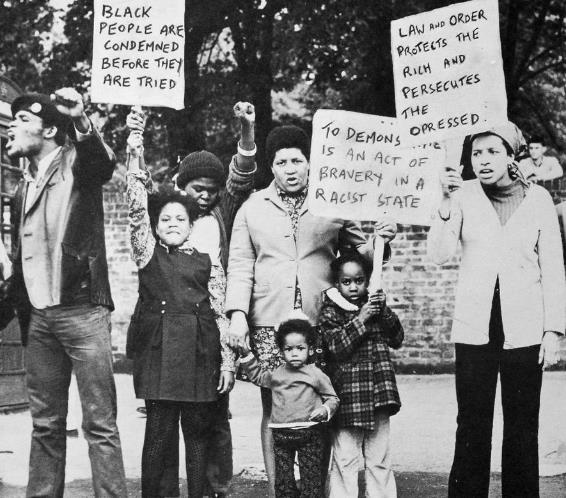 BLACK
PEOPLE ARE
CONDEMNED
BEFORE THEY
ARE TRIED
LAW AND ORDER
PROTECTS THE
RICH AND
PERSECUTES
THE
OPRESSED
TO DEMONS
IS AN ACT OF
BRAVERY IN A
RACIST STATE